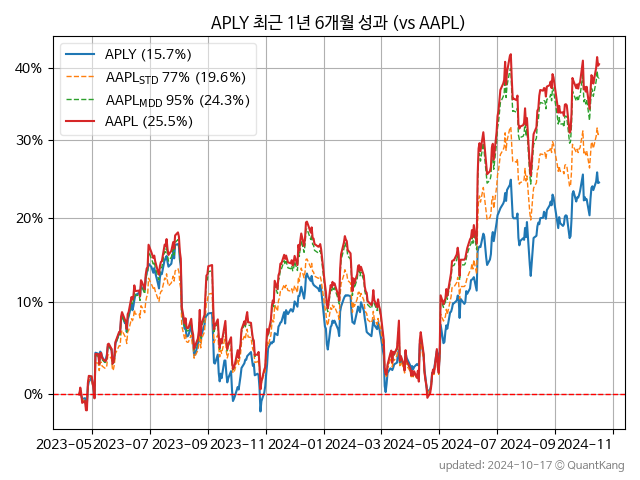 APLY 최근 1년 6개월 성과 (vs AAPL)
APLY (15.7%)
AAPL_STD 77% (19.6%)
AAPL_MDD 95% (24.3%)
AAPL (25.5%)
40%
30%
20%
10%
0%
2023-05 2023-07 2023-09 2023-11 2024-01 2024-03 2024-05 2024-07 2024-09 2024-11
updated: 2024-10-17 © QuantKang